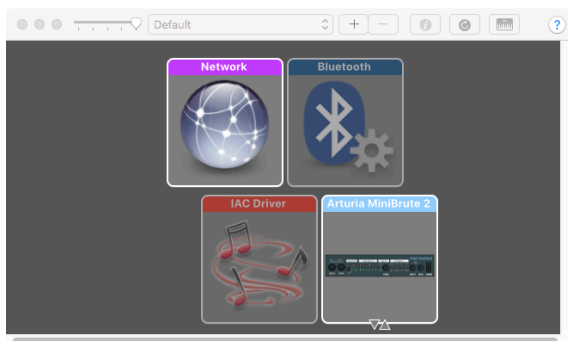 Default
?
Network
Bluetooth
IAC Driver
Arturia MiniBrute 2